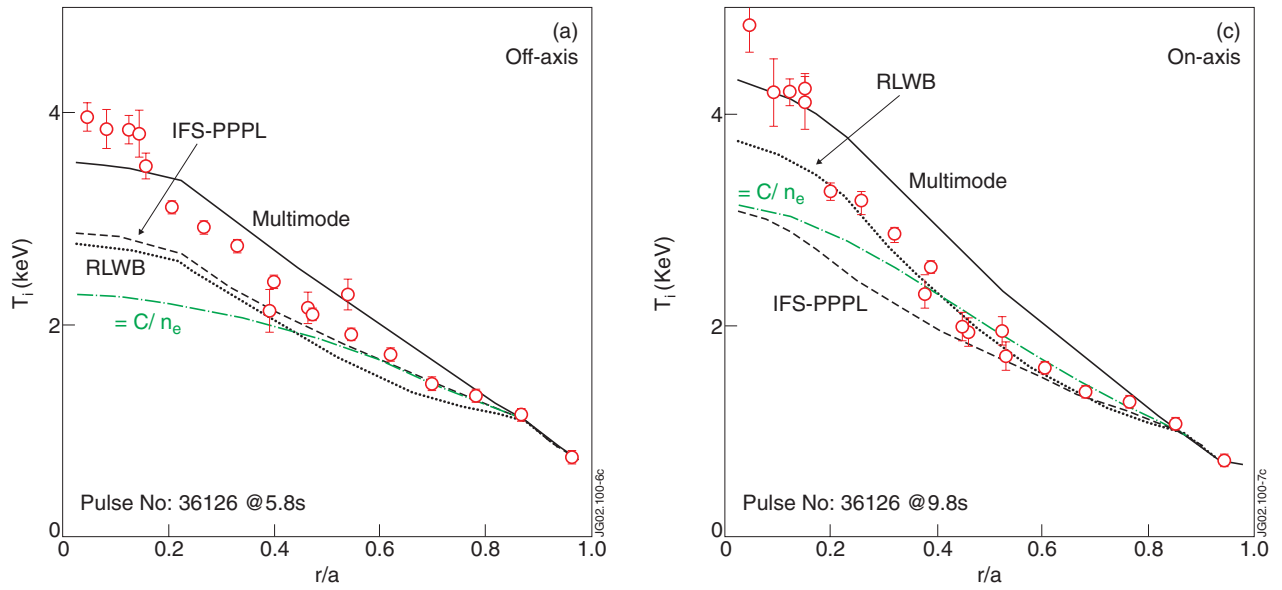 (a)
Off-axis
4
IFS-PPPL
Multimode
RLWB
T_i (keV)
2
= C/ n_e
Pulse No: 36126 @5.8s
JG02.100-6c
0
0
0.2
0.4
0.6
0.8
1.0
r/a
(c)
On-axis
4
RLWB
Multimode
= C/ n_e
T_i (KeV)
2
IFS-PPPL
Pulse No: 36126 @9.8s
JG02.100-7c
0
0
0.2
0.4
0.6
0.8
1.0
r/a